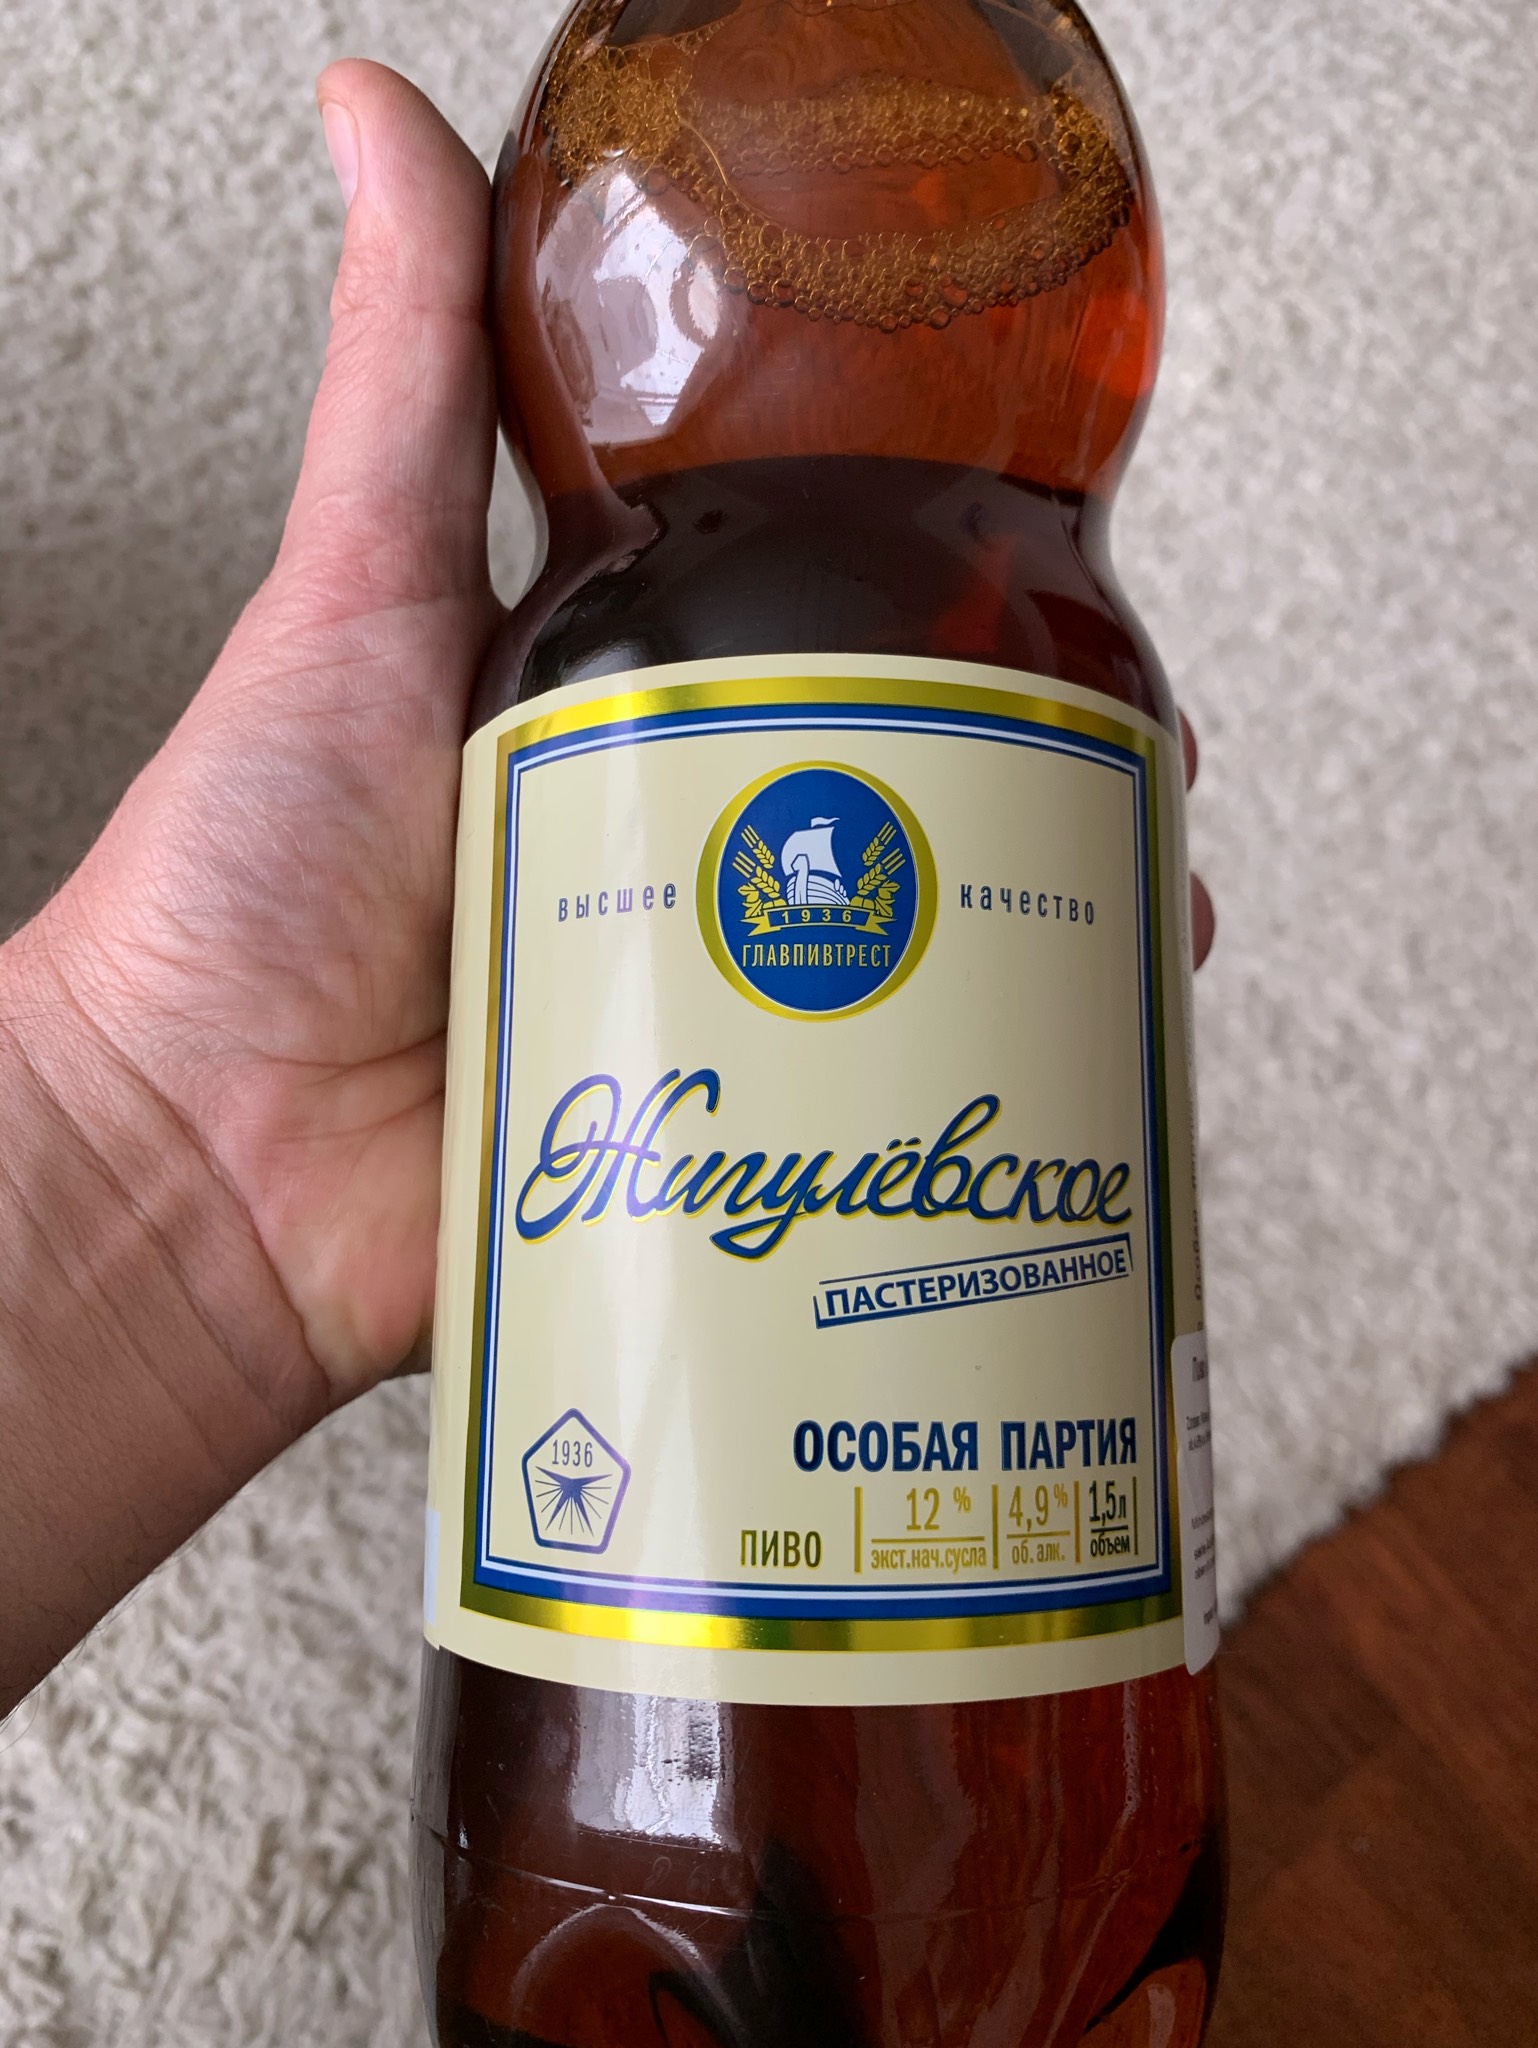 высшее качество
1936
ГЛАВПИВТРЕСТ
Жигулёвское
ПАСТЕРИЗОВАННОЕ
1936
ОСОБАЯ ПАРТИЯ
ПИВО 12 % экст.нач.сусла 4,9 % об. алк. 1,5л объем